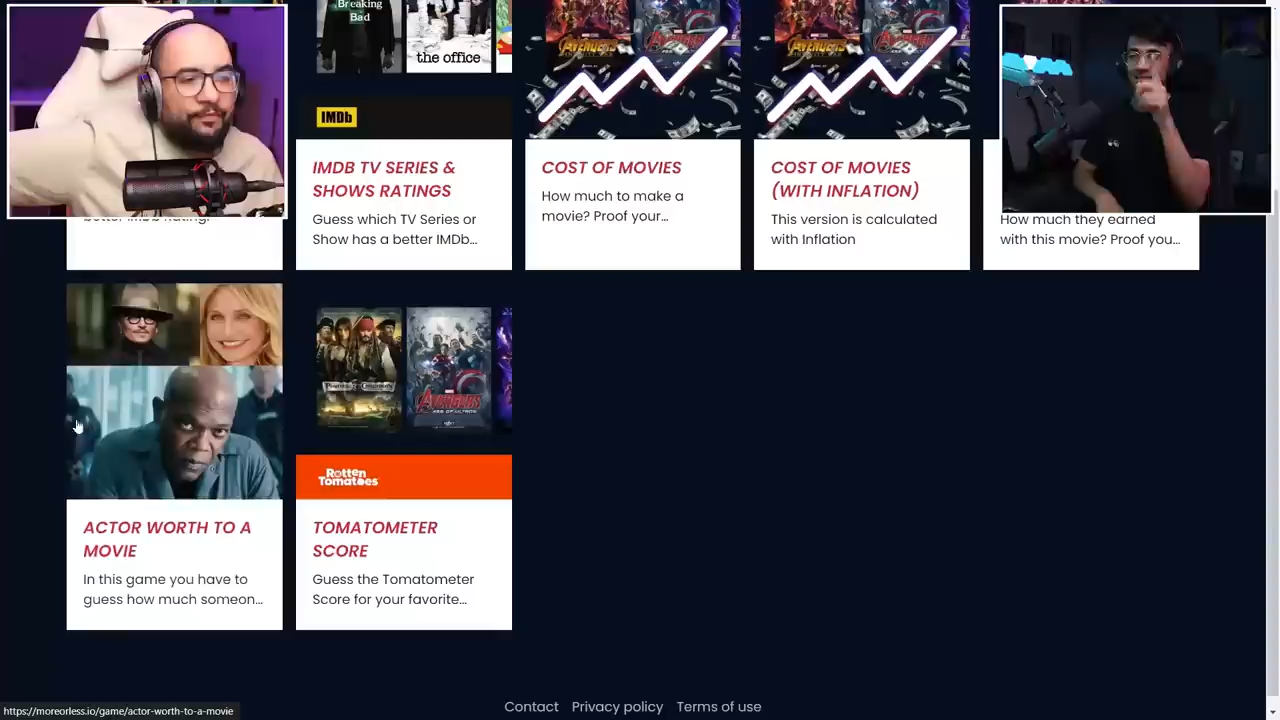 Breaking
Bad
the office
IMDb
IMDB TV SERIES &
SHOWS RATINGS
Guess which TV Series or
Show has a better IMDb...
COST OF MOVIES
How much to make a
movie? Proof your...
COST OF MOVIES
(WITH INFLATION)
This version is calculated
with Inflation
How much they earned
with this movie? Proof you...
better IMDb Rating.
ACTOR WORTH TO A
MOVIE
In this game you have to
guess how much someon...
Rotten
Tomatoes
TOMATOMETER
SCORE
Guess the Tomatometer
Score for your favorite...
Contact Privacy policy Terms of use
https://moreorless.io/game/actor-worth-to-a-movie